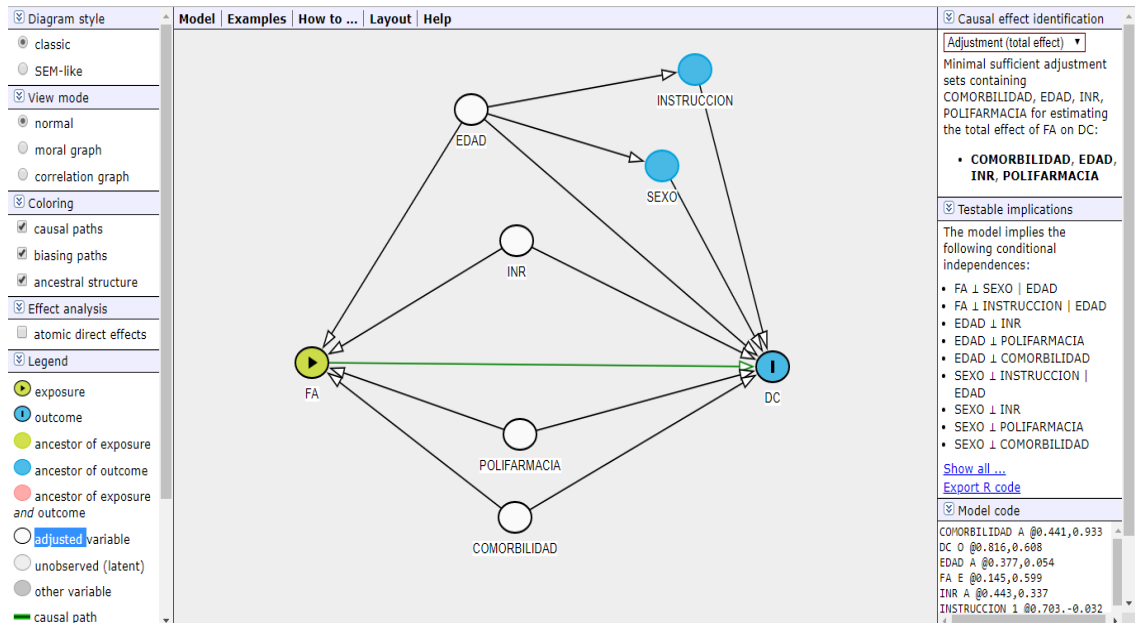 Diagram style
classic
SEM-like
View mode
normal
moral graph
correlation graph
Coloring
causal paths
biasing paths
ancestral structure
Effect analysis
atomic direct effects
Legend
exposure
outcome
ancestor of exposure
ancestor of outcome
ancestor of exposure
and outcome
adjusted variable
unobserved (latent)
other variable
causal path
Model Examples How to ... Layout Help
INSTRUCCION
EDAD
SEXO
INR
FA
DC
POLIFARMACIA
COMORBILIDAD
Causal effect identification
Adjustment (total effect)
Minimal sufficient adjustment
sets containing
COMORBILIDAD, EDAD, INR,
POLIFARMACIA for estimating
the total effect of FA on DC:
• COMORBILIDAD, EDAD,
INR, POLIFARMACIA
Testable implications
The model implies the
following conditional
independences:
• FA ⊥ SEXO | EDAD
• FA ⊥ INSTRUCCION | EDAD
• EDAD ⊥ INR
• EDAD ⊥ POLIFARMACIA
• EDAD ⊥ COMORBILIDAD
• SEXO ⊥ INSTRUCCION |
EDAD
• SEXO ⊥ INR
• SEXO ⊥ POLIFARMACIA
• SEXO ⊥ COMORBILIDAD
Show all ...
Export R code
Model code
COMORBILIDAD A @0.441,0.933
DC O @0.816,0.608
EDAD A @0.377,0.054
FA E @0.145,0.599
INR A @0.443,0.337
INSTRUCCION 1 @0.703,-0.032